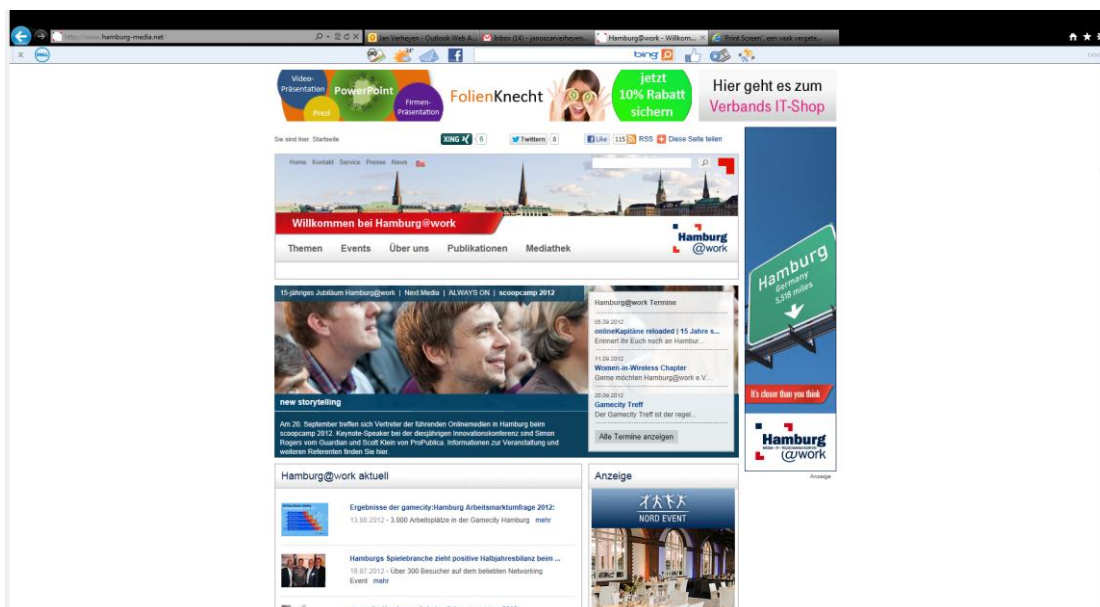 http://www.hamburg-media.net/
Jan Verheyen - Outlook Web A...
Inbox (14) - janoscarverheyen...
Hamburg@work - Willkom...
Print Screen', een vaak vergete...
DELL
34°
bing
Video-Präsentation
PowerPoint
Prezi
Firmen-Präsentation
FolienKnecht
jetzt
10% Rabatt
sichern
Hier geht es zum
Verbands IT-Shop
Sie sind hier: Startseite
XING 6
Twittern 8
Like 115
RSS
Diese Seite teilen
Home Kontakt Service Presse News
Willkommen bei Hamburg@work
Themen Events Über uns Publikationen Mediathek
Hamburg
@work
15-jähriges Jubiläum Hamburg@work | Next Media | ALWAYS ON | scoopcamp 2012
new storytelling
Am 20. September treffen sich Vertreter der führenden Onlinemedien in Hamburg beim
scoopcamp 2012. Keynote-Speaker bei der diesjährigen Innovationskonferenz sind Simon
Rogers vom Guardian und Scott Klein von ProPublica. Informationen zur Veranstaltung und
weiteren Referenten finden Sie hier.
Hamburg@work Termine
05.09.2012
onlineKapitäne reloaded | 15 Jahre s...
Erinnert ihr Euch noch an Hambur...
11.09.2012
Women-in-Wireless Chapter
Gerne möchten Hamburg@work e.V....
20.09.2012
Gamecity Treff
Der Gamecity Treff ist der regel...
Alle Termine anzeigen
Hamburg
Germany
5,518 miles
It's closer than you think
Hamburg
@work
Anzeige
Hamburg@work aktuell
Ergebnisse der gamecity:Hamburg Arbeitsmarktumfrage 2012:
13.08.2012 - 3.000 Arbeitsplätze in der Gamecity Hamburg mehr
Hamburgs Spielebranche zieht positive Halbjahresbilanz beim ...
19.07.2012 - Über 300 Besucher auf dem beliebten Networking
Event mehr
Anzeige
NORD EVENT